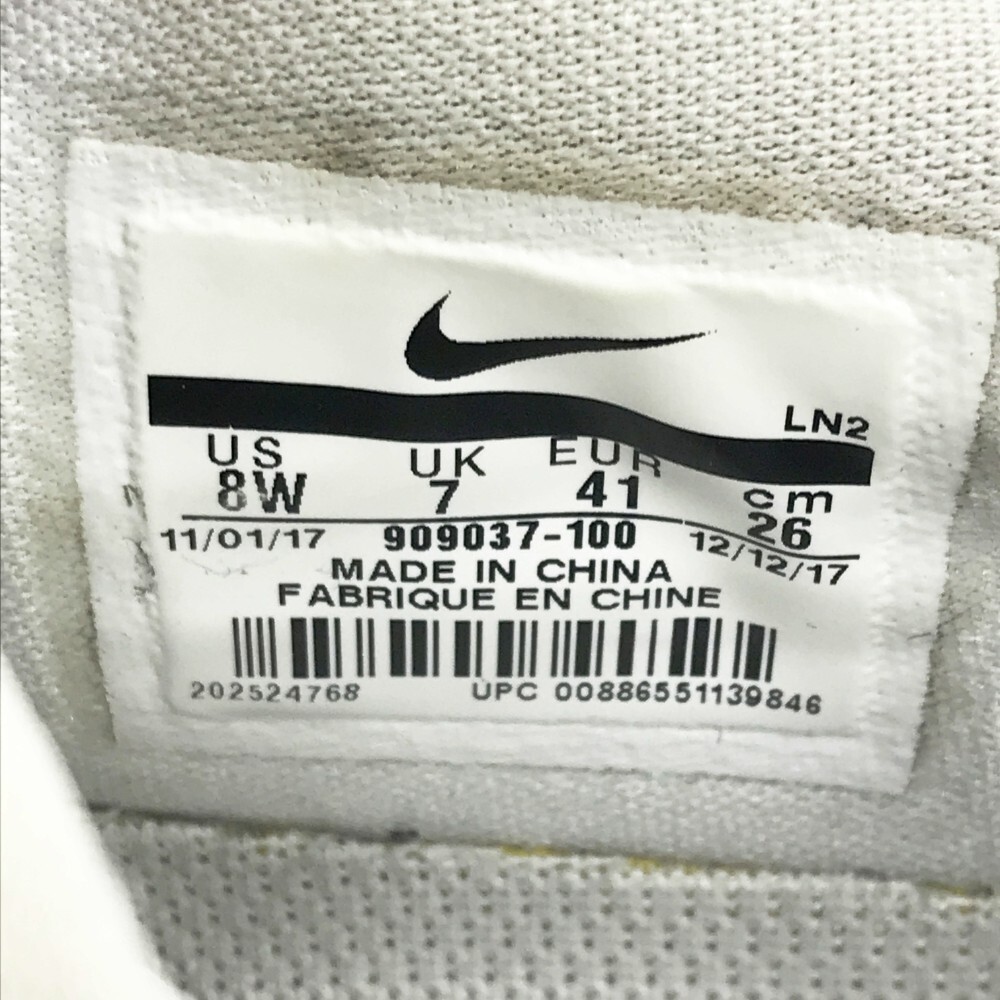 LN2
US UK EUR cm
8W 7 41 26
11/01/17 909037-100 12/12/17
MADE IN CHINA
FABRIQUE EN CHINE
202524768 UPC 00886551139846